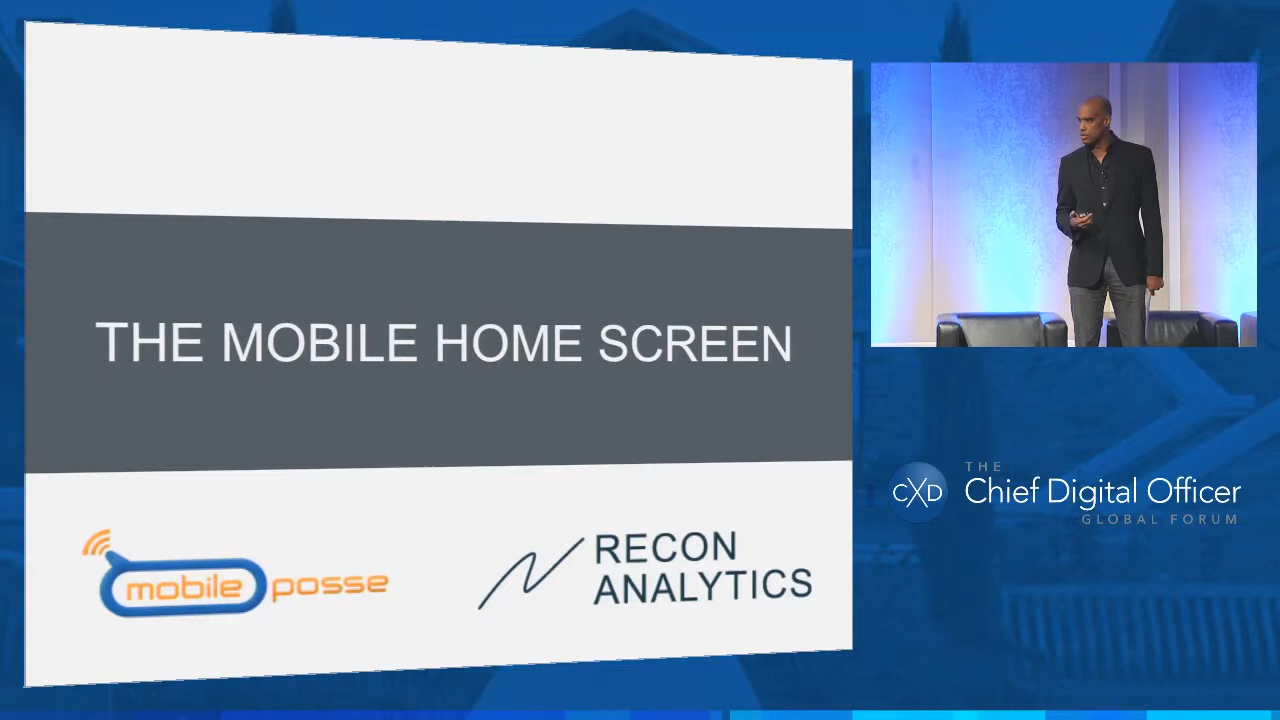 THE MOBILE HOME SCREEN
mobile posse
RECON
ANALYTICS
CXD
THE
Chief Digital Officer
GLOBAL FORUM